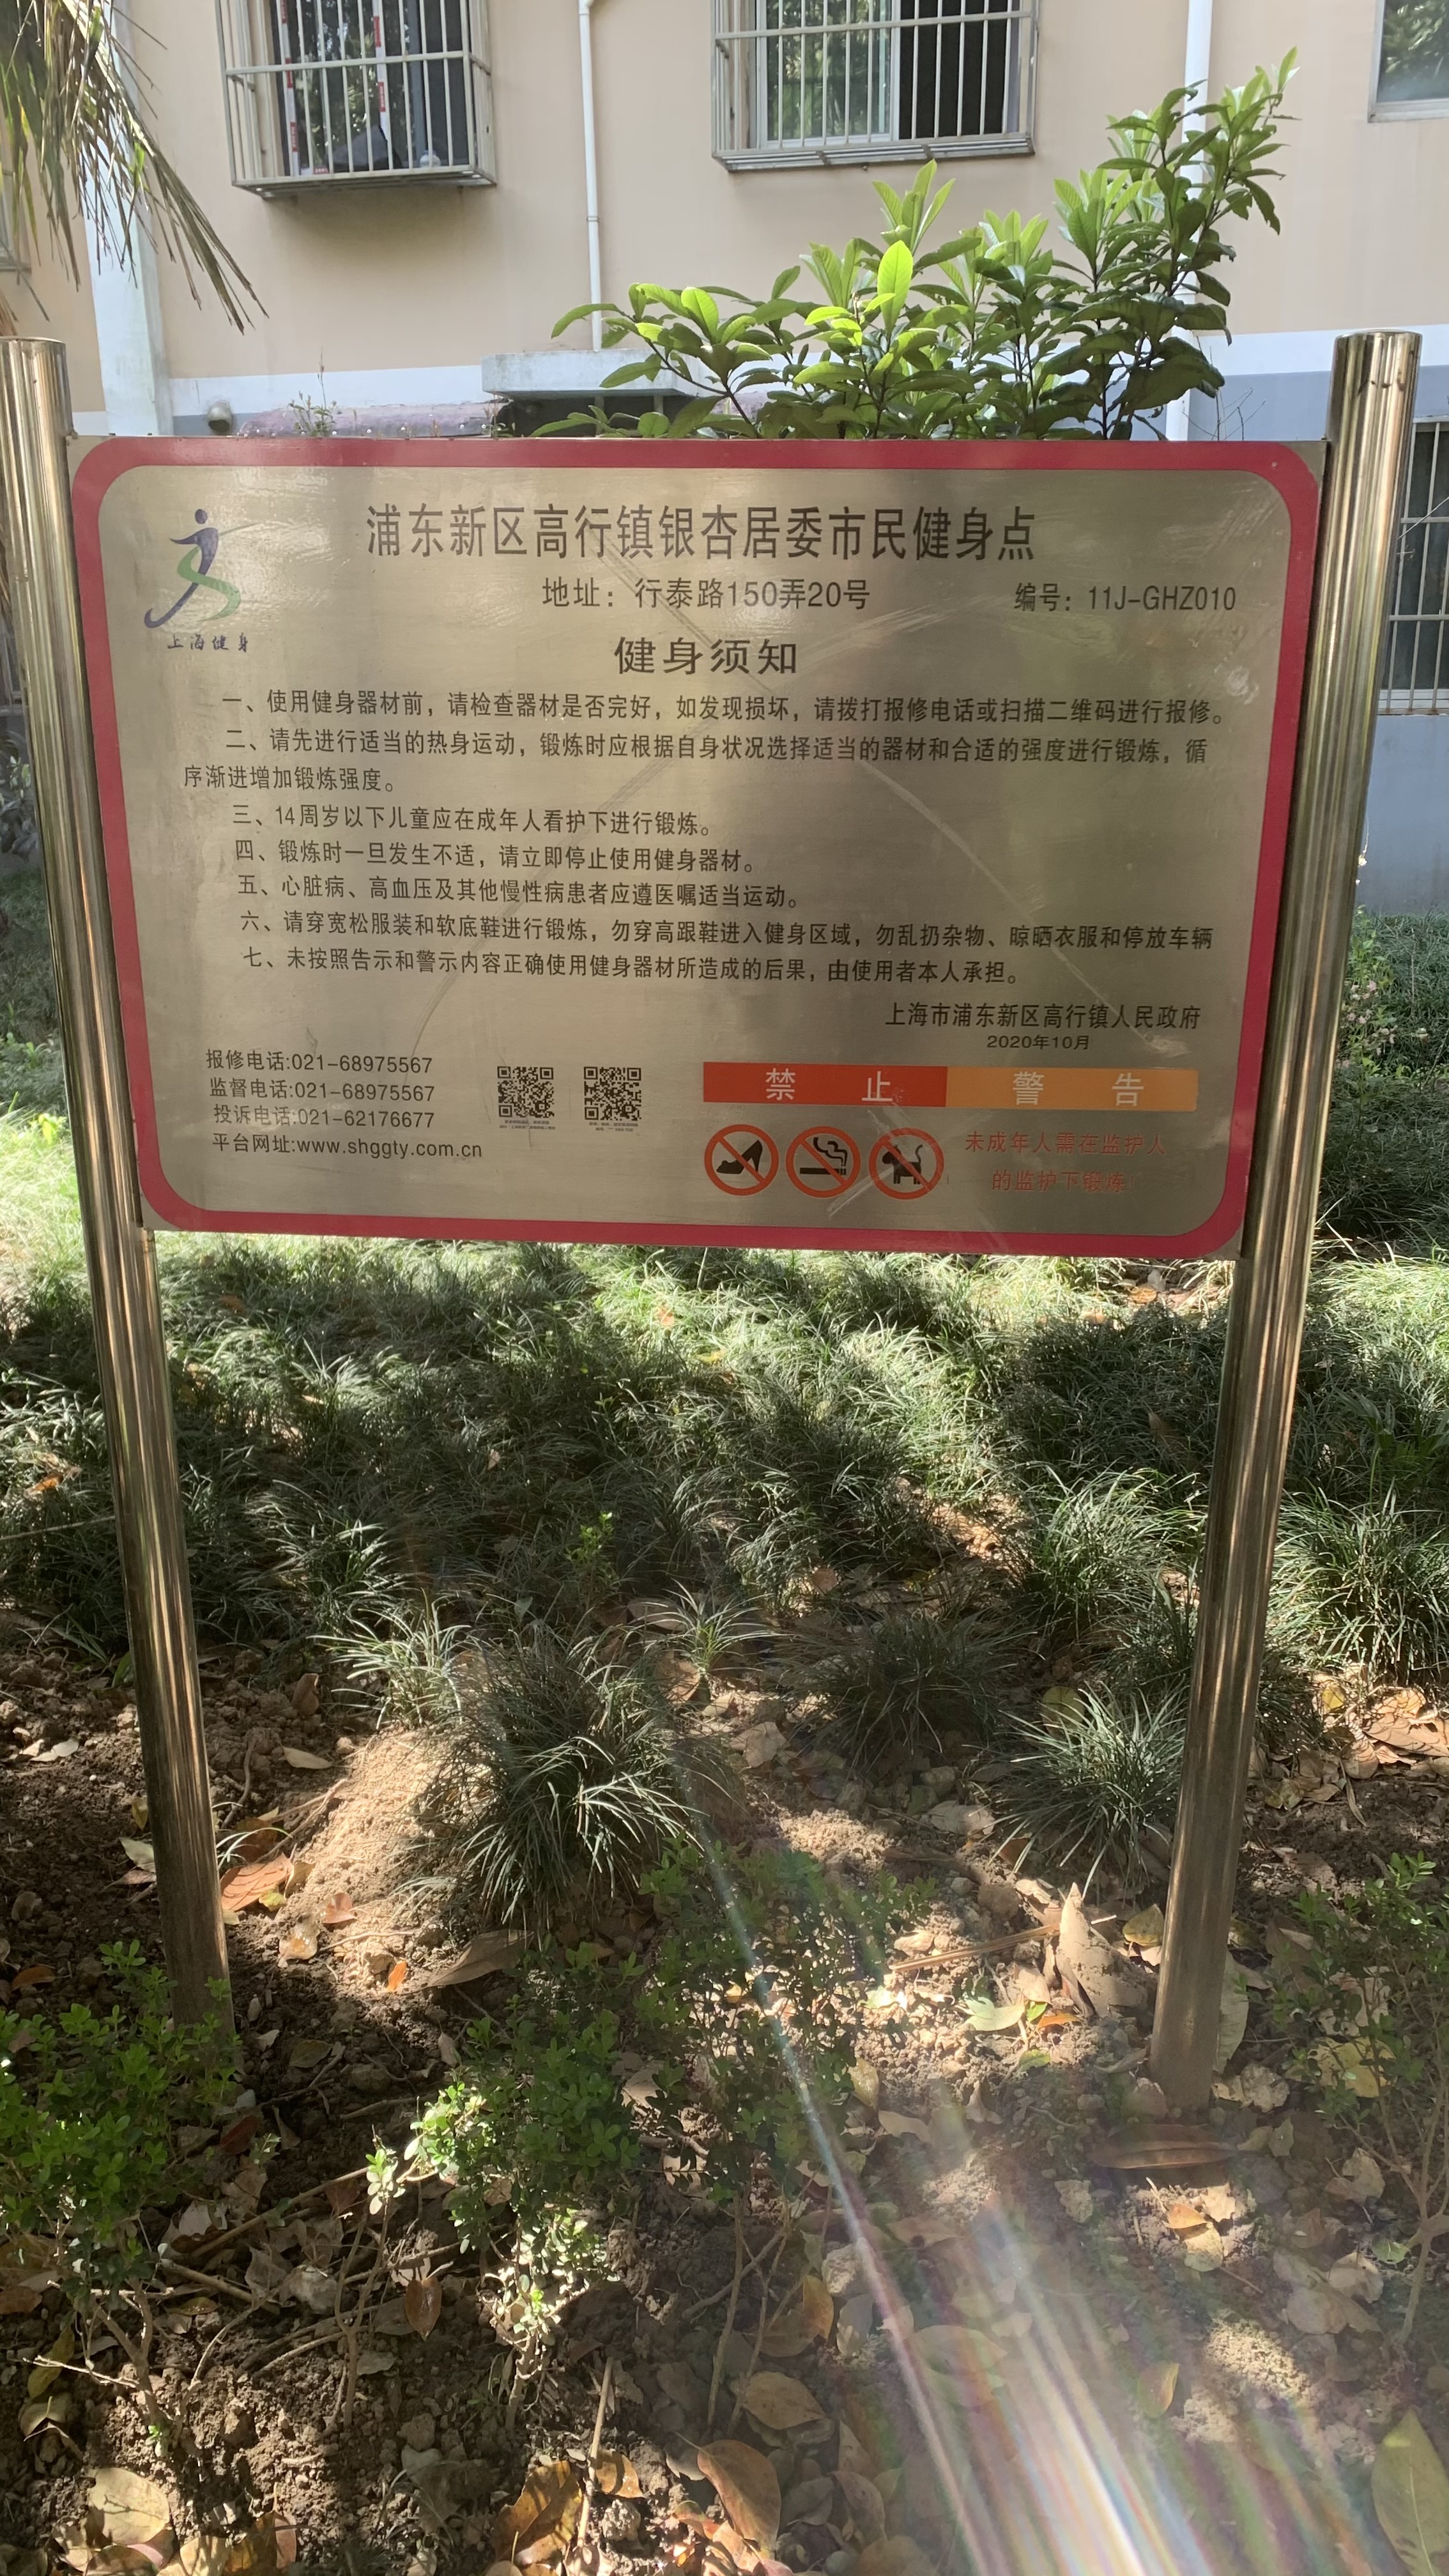 上海健身
浦东新区高行镇银杏居委市民健身点
地址：行泰路150弄20号
编号：11J-GHZ010
健身须知
一、使用健身器材前，请检查器材是否完好，如发现损坏，请拨打报修电话或扫描二维码进行报修。
二、请先进行适当的热身运动，锻炼时应根据自身状况选择适当的器材和合适的强度进行锻炼，循
序渐进增加锻炼强度。
三、14周岁以下儿童应在成年人看护下进行锻炼。
四、锻炼时一旦发生不适，请立即停止使用健身器材。
五、心脏病、高血压及其他慢性病患者应遵医嘱适当运动。
六、请穿宽松服装和软底鞋进行锻炼，勿穿高跟鞋进入健身区域，勿乱扔杂物、晾晒衣服和停放车辆
七、未按照告示和警示内容正确使用健身器材所造成的后果，由使用者本人承担。
上海市浦东新区高行镇人民政府
2020年10月
报修电话:021-68975567
监督电话:021-68975567
投诉电话:021-62176677
平台网址:www.shggty.com.cn
禁止
警告
未成年人需在监护人
的监护下锻炼！